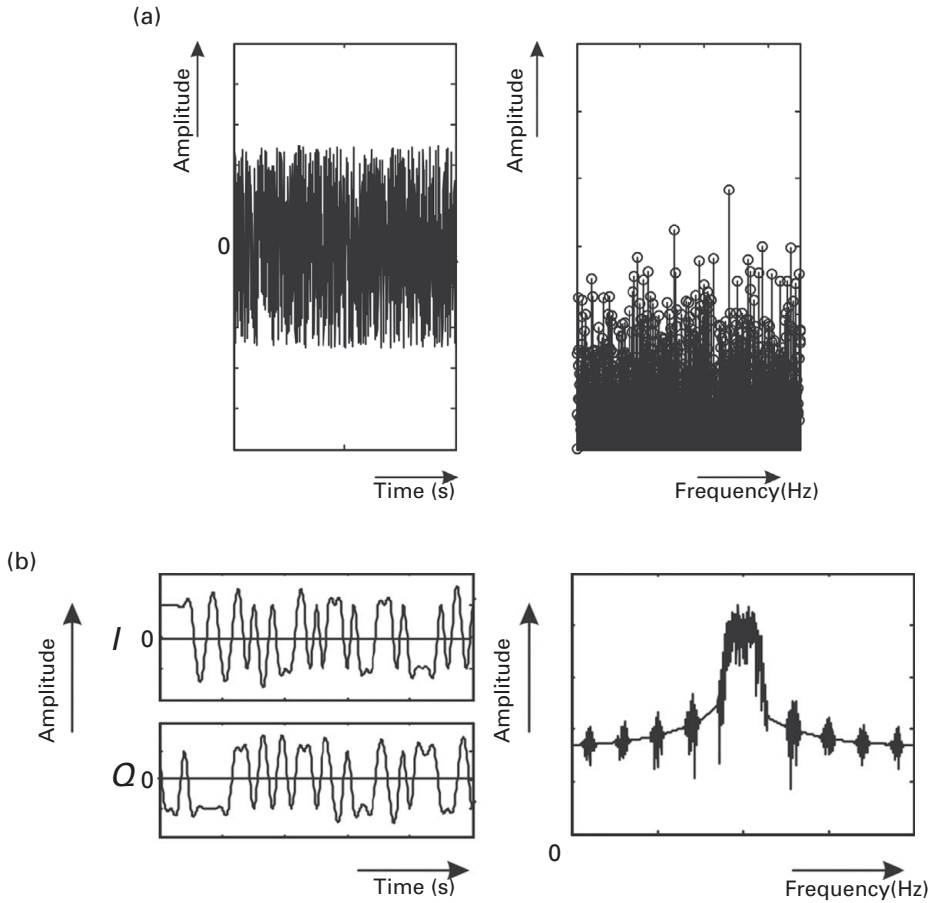 (a)
Amplitude
0
Time (s)
Amplitude
Frequency(Hz)
(b)
Amplitude
I 0
Q 0
Time (s)
Amplitude
0
Frequency(Hz)